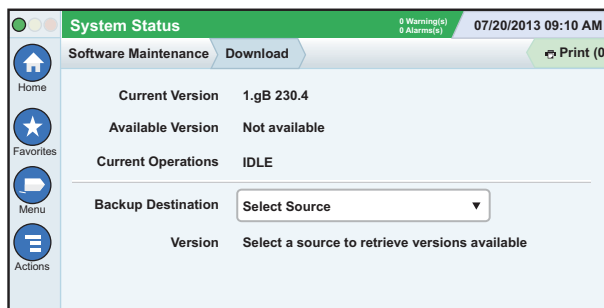 System Status
0 Warning(s)
0 Alarms(s)
07/20/2013 09:10 AM
Software Maintenance
Download
Print (0
Home
Favorites
Menu
Actions
Current Version 1.gB 230.4
Available Version Not available
Current Operations IDLE
Backup Destination Select Source
Version Select a source to retrieve versions available